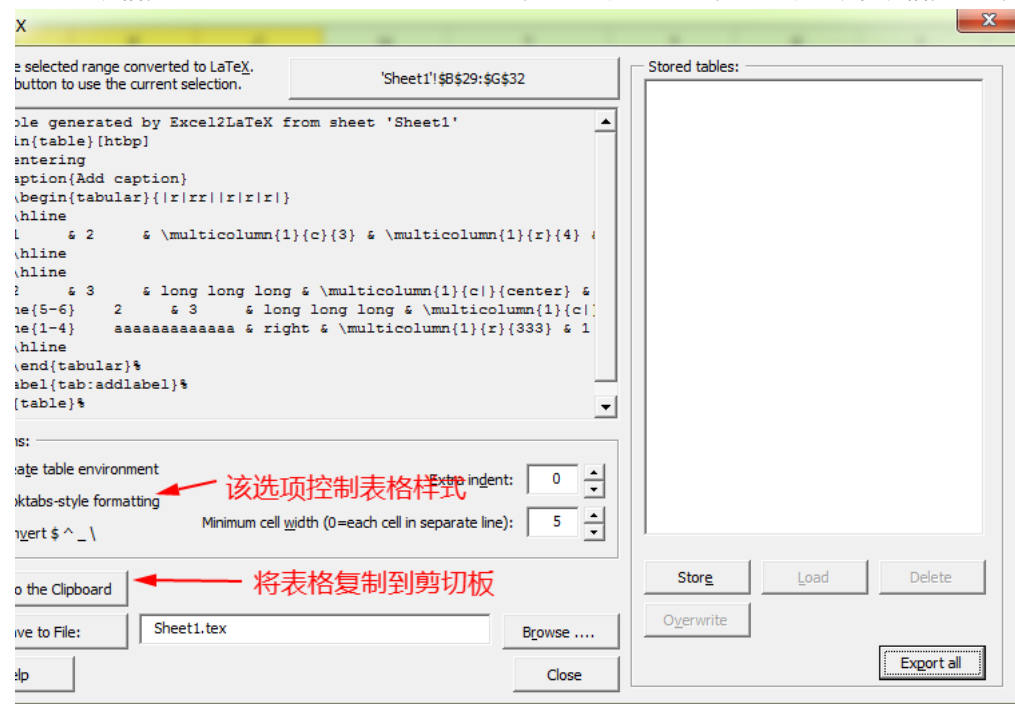 X
e selected range converted to LaTeX.
button to use the current selection.
'Sheet1'!$B$29:$G$32
Stored tables:
ble generated by Excel2LaTeX from sheet 'Sheet1'
in{table}[htbp]
entering
aption{Add caption}
\begin{tabular}{|r|rr||r|r|r|}
\hline
1 & 2 & \multicolumn{1}{c}{3} & \multicolumn{1}{r}{4} &
\hline
\hline
2 & 3 & long long long & \multicolumn{1}{c|}{center} &
ne{5-6} 2 & 3 & long long long & \multicolumn{1}{c|}
ne{1-4} aaaaaaaaaaaaa & right & \multicolumn{1}{r}{333} & 1
\hline
\end{tabular}%
abel{tab:addlabel}%
{table}%
ns:
eate table environment
该选项控制表格样式
Extra indent:
0
oktabs-style formatting
nvert $ ^ _ \
Minimum cell width (0=each cell in separate line):
5
o the Clipboard
将表格复制到剪切板
ave to File:
Sheet1.tex
Browse ....
elp
Close
Store
Load
Delete
Overwrite
Export all